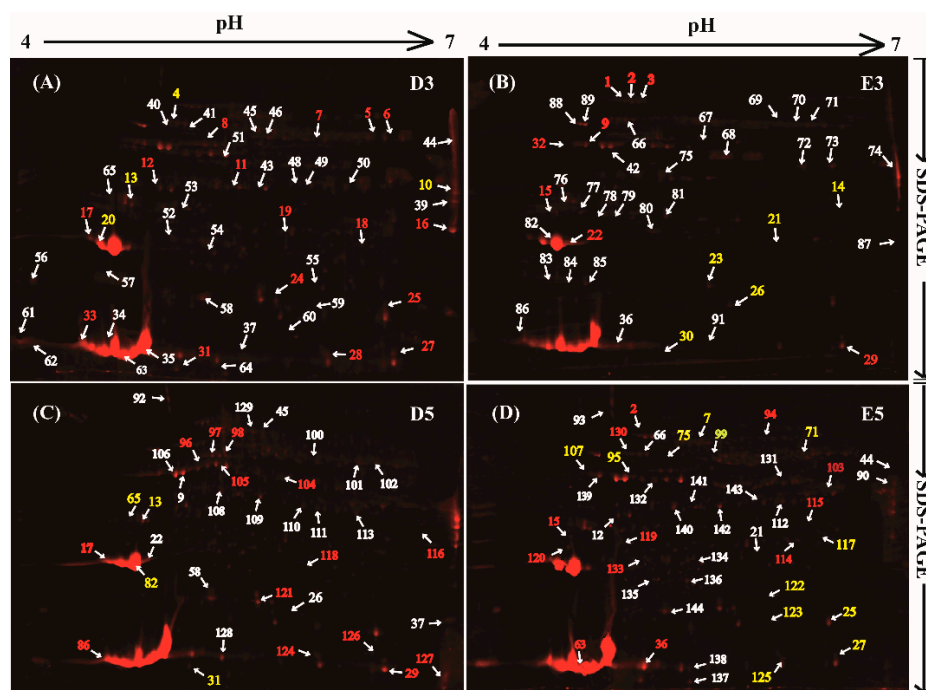 pH
pH
4 7
4 7
(A) D3
4
40 41 8 45 46 7 5 6
51 44
12 11 43 48 49 50
65 13 53 10
39
17 20 52 54 19 18 16
56 57 24 55
58 59 25
61 33 34 37 60
62 63 35 31 64 28 27
(B) E3
1 2 3
88 89 69 70 71
9 67
32 66 68 72 73
42 75 74
15 76 77 78 79 80 81 14
82 22 21 87
83 84 85 23
26
86 36 91
30 29
SDS-PAGE
(C) D5
92
129 45
96 97 98 100
106 105
9 104 101 102
65 13 108 109
110 111 113
17 22 118 116
82
58 121 26
37
86 128 124 126
31 29 127
(D) E5
93 2 94
130 66 75 7 99 71
107 95 131 44
103 90
139 132 141 143
12 140 142 112 115
15 119 21 117
120 133 134 114
135 136 122
144 123 25
63 36 138 27
137 125
SDS-PAGE